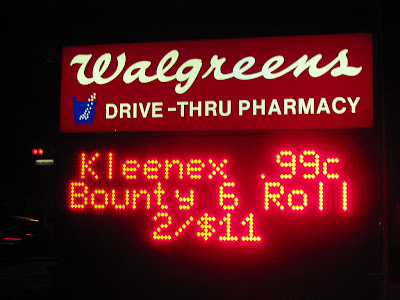 Walgreens
DRIVE-THRU PHARMACY
Kleenex .99c
Bounty 6 Roll
2/$11